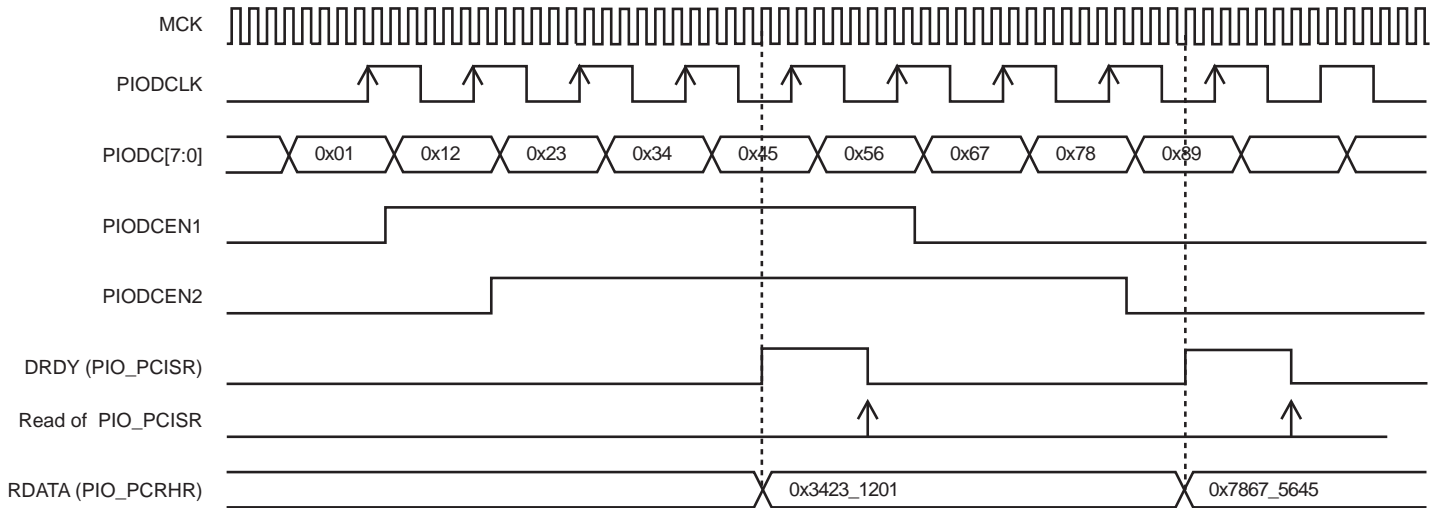 MCK
PIODCLK
PIODC[7:0] 0x01 0x12 0x23 0x34 0x45 0x56 0x67 0x78 0x89
PIODCEN1
PIODCEN2
DRDY (PIO_PCISR)
Read of PIO_PCISR
RDATA (PIO_PCRHR) 0x3423_1201 0x7867_5645